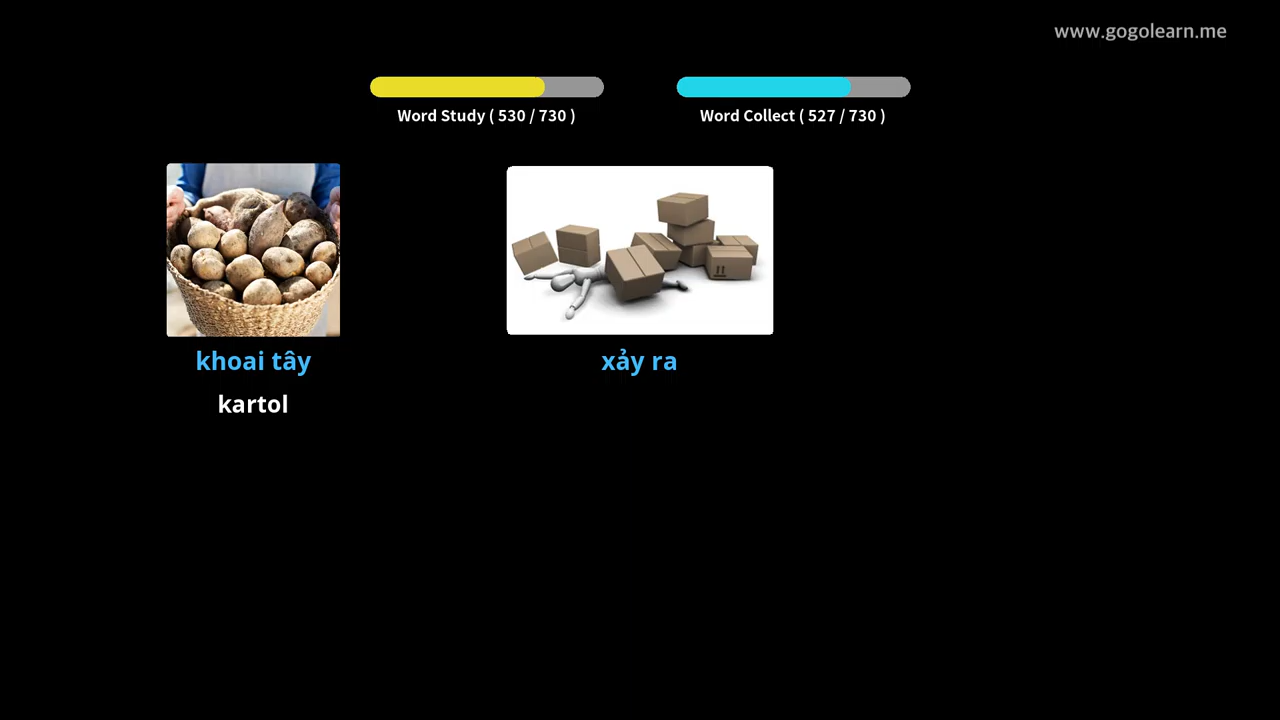 www.gogolearn.me
Word Study ( 530 / 730 )
Word Collect ( 527 / 730 )
khoai tây
xảy ra
kartol